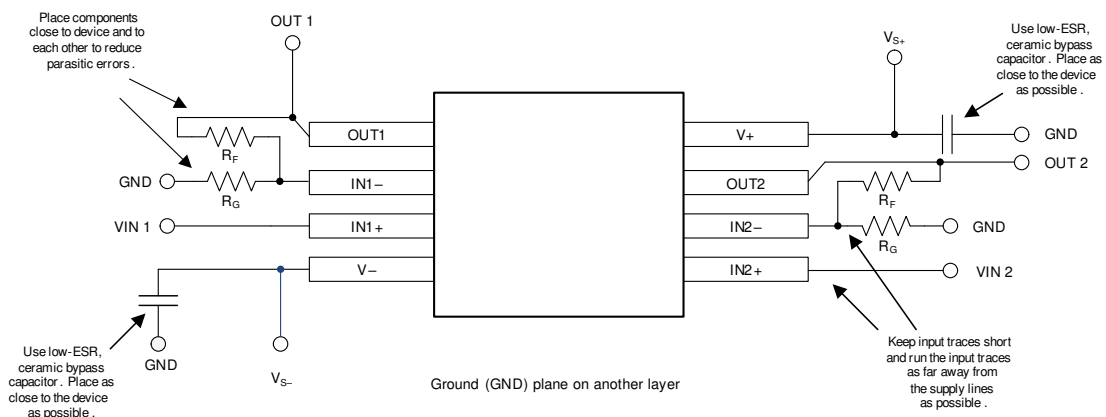 Place components
close to device and to
each other to reduce
parasitic errors .
OUT 1
VS+
Use low-ESR,
ceramic bypass
capacitor . Place as
close to the device
as possible .
OUT1
V+
GND
RF
OUT 2
GND
IN1−
OUT2
RG
RF
VIN 1
IN1+
IN2−
GND
RG
V−
IN2+
VIN 2
GND
Use low-ESR,
ceramic bypass
capacitor . Place as
close to the device
as possible .
VS−
Ground (GND) plane on another layer
Keep input traces short
and run the input traces
as far away from
the supply lines
as possible .